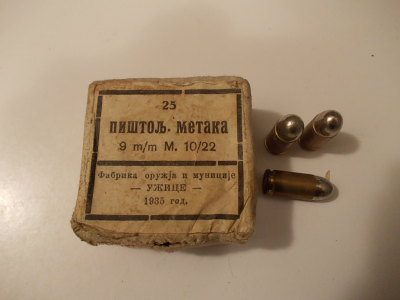 25
ПИШТОЉ. МЕТАКА
9 m/m М. 10/22
Фабрика оружја и муниције
— УЖИЦЕ —
1935 год.